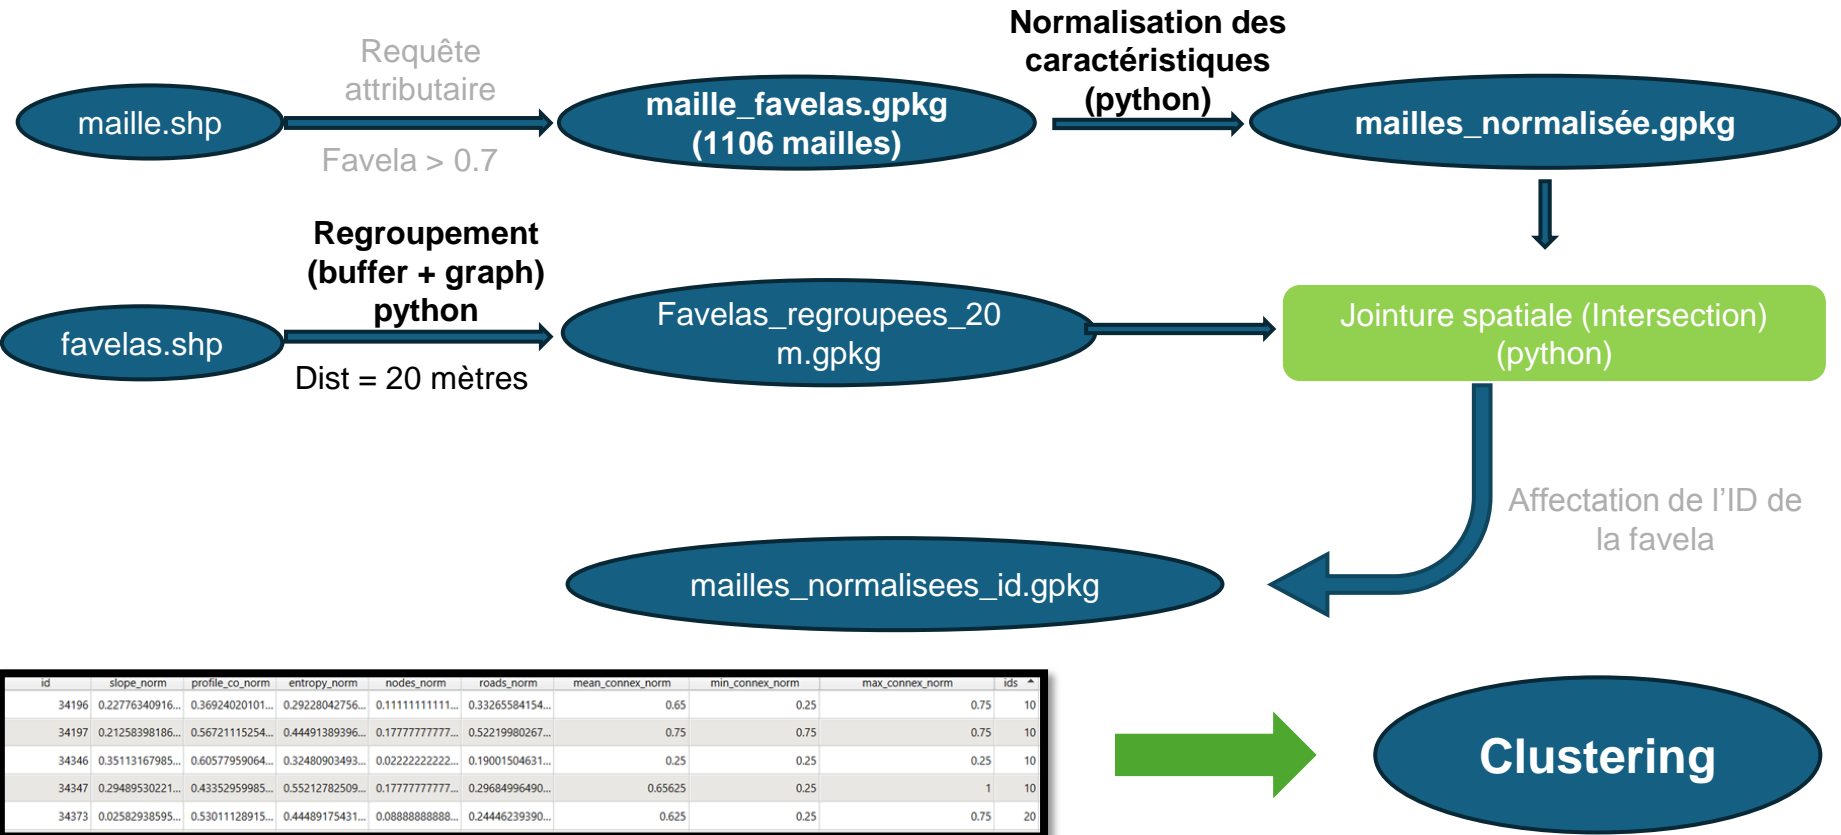 Requête
attributaire
Normalisation des
caractéristiques
(python)
maille.shp
Favela > 0.7
maille_favelas.gpkg
(1106 mailles)
mailles_normalisée.gpkg
Regroupement
(buffer + graph)
python
favelas.shp
Dist = 20 mètres
Favelas_regroupees_20
m.gpkg
Jointure spatiale (Intersection)
(python)
Affectation de l’ID de
la favela
mailles_normalisees_id.gpkg
id slope_norm profile_co_norm entropy_norm nodes_norm roads_norm mean_connex_norm min_connex_norm max_connex_norm ids
34196 0.22776340916... 0.36924020101... 0.29228042756... 0.11111111111... 0.33265584154... 0.65 0.25 0.75 10
34197 0.21258398186... 0.56721115254... 0.44491389396... 0.17777777777... 0.52219980267... 0.75 0.75 0.75 10
34346 0.35113167985... 0.60577959064... 0.32480903493... 0.02222222222... 0.19001504631... 0.25 0.25 0.25 10
34347 0.29489530221... 0.43352959985... 0.55212782509... 0.17777777777... 0.29684996490... 0.65625 0.25 1 10
34373 0.02582938595... 0.53011128915... 0.44489175431... 0.08888888888... 0.24446239390... 0.625 0.25 0.75 20
Clustering